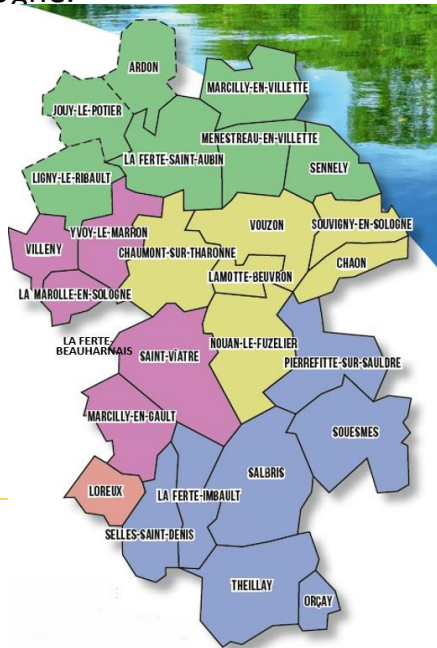 ogne.
ARDON
MARCILLY-EN-VILLETTE
JOUY-LE-POTIER
MENESTREAU-EN-VILLETTE
LA FERTE-SAINT-AUBIN
SENNELY
LIGNY-LE-RIBAULT
YVOY-LE-MARRON
VOUZON
SOUVIGNY-EN-SOLOGNE
VILLENY
CHAUMONT-SUR-THARONNE
CHAON
LAMOTTE-BEUVRON
LA MAROLLE-EN-SOLOGNE
LA FERTE-
BEAUHARNAIS
NOUAN-LE-FUZELIER
SAINT-VIATRE
PIERREFITTE-SUR-SAULDRE
MARCILLY-EN-GAULT
SOUESMES
SALBRIS
LOREUX
LA FERTE-IMBAULT
SELLES-SAINT-DENIS
THEILLAY
ORÇAY